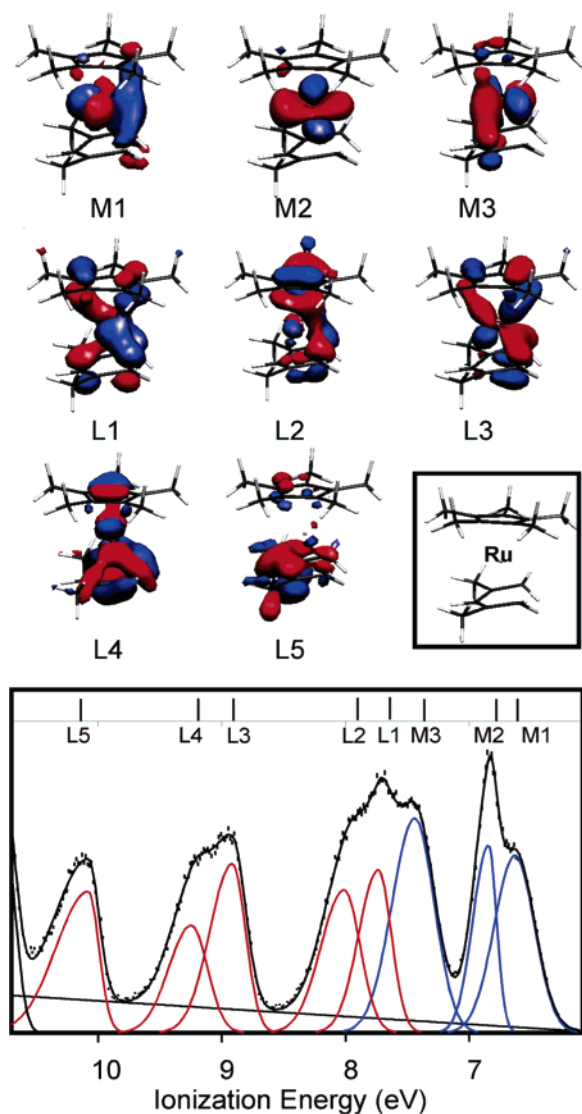 M1 M2 M3
L1 L2 L3
L4 L5
Ru
L5 L4 L3 L2 L1 M3 M2 M1
10 9 8 7
Ionization Energy (eV)